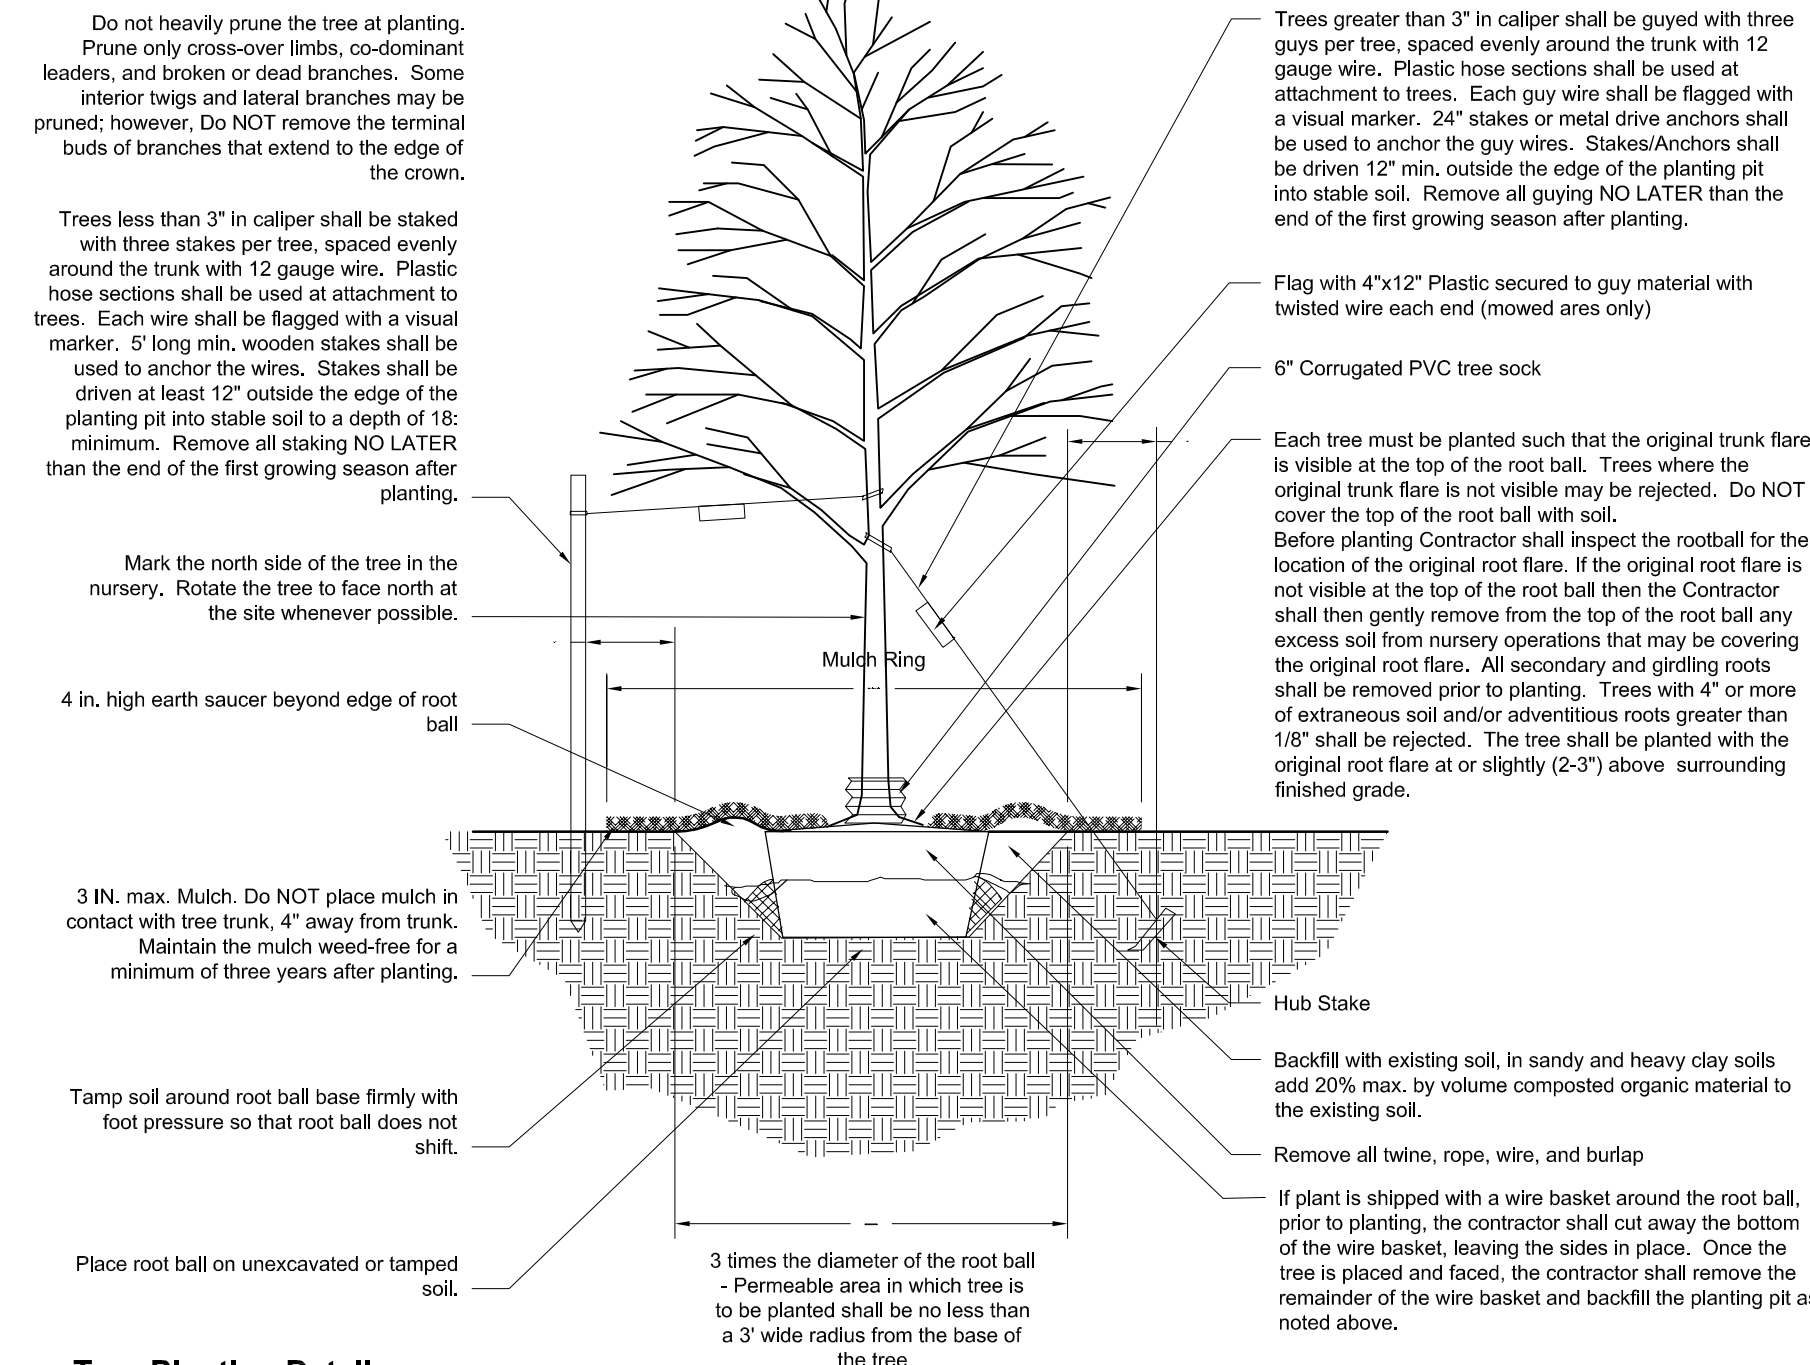 Do not heavily prune the tree at planting.
Prune only cross-over limbs, co-dominant
leaders, and broken or dead branches.  Some
interior twigs and lateral branches may be
pruned; however, Do NOT remove the terminal
buds of branches that extend to the edge of
the crown.
Trees less than 3" in caliper shall be staked
with three stakes per tree, spaced evenly
around the trunk with 12 gauge wire.  Plastic
hose sections shall be used at attachment to
trees.  Each wire shall be flagged with a visual
marker.  5' long min. wooden stakes shall be
used to anchor the wires.  Stakes shall be
driven at least 12" outside the edge of the
planting pit into stable soil to a depth of 18:
minimum.  Remove all staking NO LATER
than the end of the first growing season after
planting.
Mark the north side of the tree in the
nursery.  Rotate the tree to face north at
the site whenever possible.
4 in. high earth saucer beyond edge of root
ball
3 IN. max. Mulch. Do NOT place mulch in
contact with tree trunk, 4" away from trunk.
Maintain the mulch weed-free for a
minimum of three years after planting.
Tamp soil around root ball base firmly with
foot pressure so that root ball does not
shift.
Place root ball on unexcavated or tamped
soil.
Mulch Ring
3 times the diameter of the root ball
- Permeable area in which tree is
to be planted shall be no less than
a 3' wide radius from the base of
the tree
Trees greater than 3" in caliper shall be guyed with three
guys per tree, spaced evenly around the trunk with 12
gauge wire.  Plastic hose sections shall be used at
attachment to trees.  Each guy wire shall be flagged with
a visual marker.  24" stakes or metal drive anchors shall
be used to anchor the guy wires.  Stakes/Anchors shall
be driven 12" min. outside the edge of the planting pit
into stable soil.  Remove all guying NO LATER than the
end of the first growing season after planting.
Flag with 4"x12" Plastic secured to guy material with
twisted wire each end (mowed ares only)
6" Corrugated PVC tree sock
Each tree must be planted such that the original trunk flare
is visible at the top of the root ball.  Trees where the
original trunk flare is not visible may be rejected.  Do NOT
cover the top of the root ball with soil.
Before planting Contractor shall inspect the rootball for the
location of the original root flare. If the original root flare is
not visible at the top of the root ball then the Contractor
shall then gently remove from the top of the root ball any
excess soil from nursery operations that may be covering
the original root flare.  All secondary and girdling roots
shall be removed prior to planting.  Trees with 4" or more
of extraneous soil and/or adventitious roots greater than
1/8" shall be rejected.  The tree shall be planted with the
original root flare at or slightly (2-3") above  surrounding
finished grade.
Hub Stake
Backfill with existing soil, in sandy and heavy clay soils
add 20% max. by volume composted organic material to
the existing soil.
Remove all twine, rope, wire, and burlap
If plant is shipped with a wire basket around the root ball,
prior to planting, the contractor shall cut away the bottom
of the wire basket, leaving the sides in place.  Once the
tree is placed and faced, the contractor shall remove the
remainder of the wire basket and backfill the planting pit as
noted above.
Tree Planting Detail